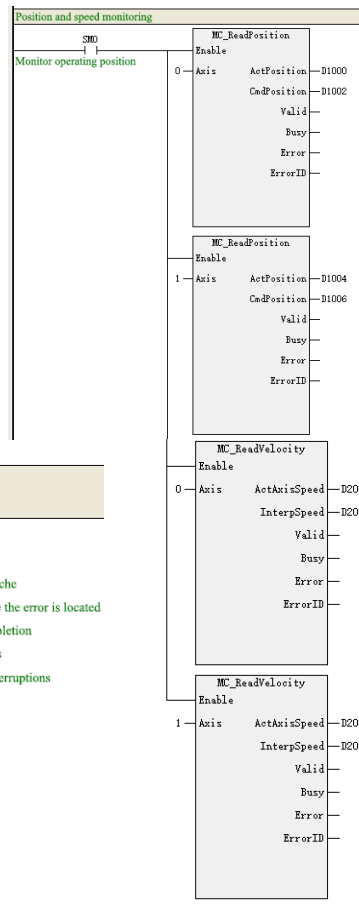 Position and speed monitoring
SM0
Monitor operating position
MC_ReadPosition
Enable
0 Axis ActPosition D1000
CmdPosition D1002
Valid
Busy
Error
ErrorID
MC_ReadPosition
Enable
1 Axis ActPosition D1004
CmdPosition D1006
Valid
Busy
Error
ErrorID
MC_ReadVelocity
Enable
0 Axis ActAxisSpeed D20
InterpSpeed D20
Valid
Busy
Error
ErrorID
che
the error is located
MC_ReadVelocity
Enable
1 Axis ActAxisSpeed D20
InterpSpeed D20
Valid
Busy
Error
ErrorID